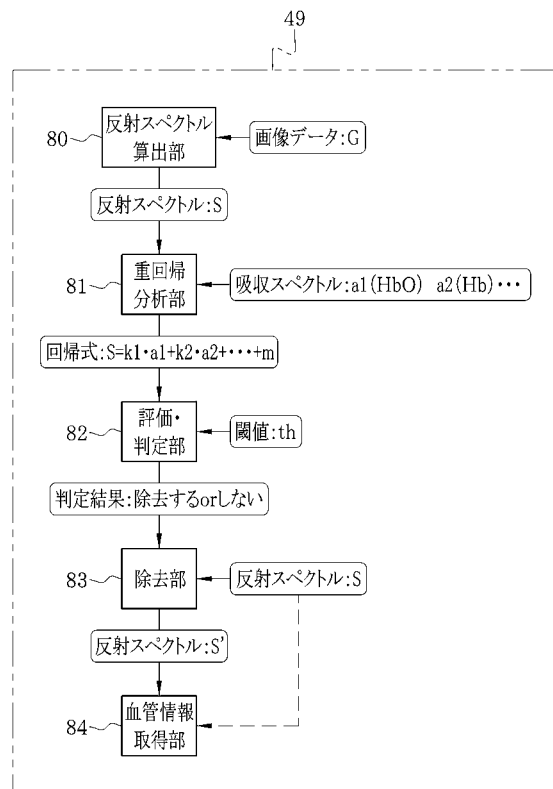 49
80
反射スペクトル
算出部
画像データ:G
反射スペクトル:S
81
重回帰
分析部
吸収スペクトル:a1(HbO) a2(Hb)･･･
回帰式:S=k1･a1+k2･a2+･･･+m
82
評価･
判定部
閾値:th
判定結果:除去するorしない
83
除去部
反射スペクトル:S
反射スペクトル:S'
84
血管情報
取得部